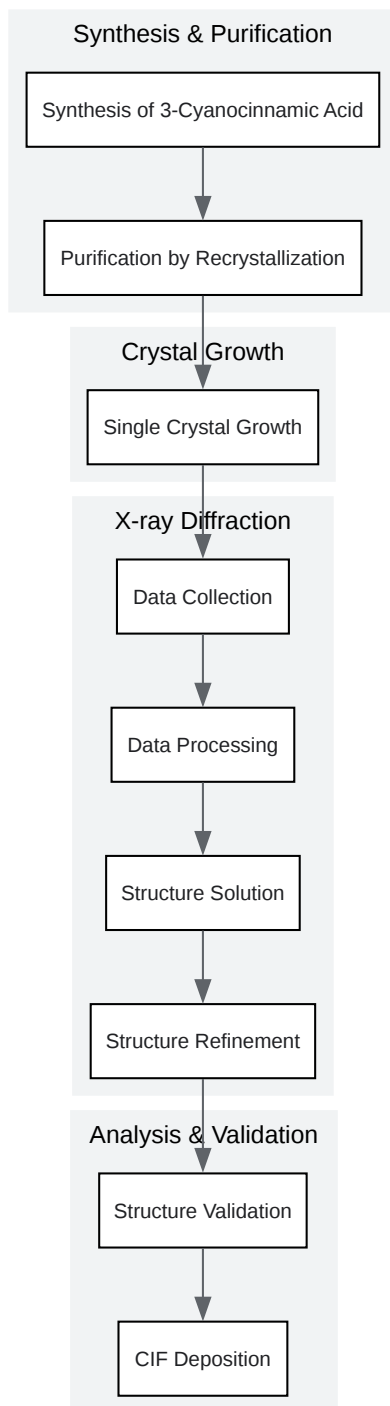 Synthesis & Purification
Synthesis of 3-Cyanocinnamic Acid
Purification by Recrystallization
Crystal Growth
Single Crystal Growth
X-ray Diffraction
Data Collection
Data Processing
Structure Solution
Structure Refinement
Analysis & Validation
Structure Validation
CIF Deposition